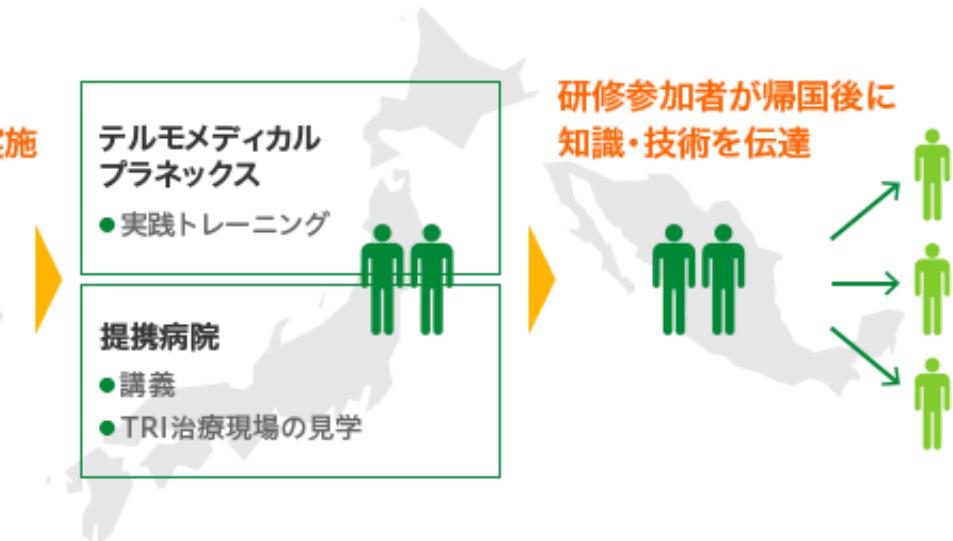 施
テルモメディカル
プラネックス
●実践トレーニング
提携病院
●講義
●TRI治療現場の見学
研修参加者が帰国後に
知識・技術を伝達